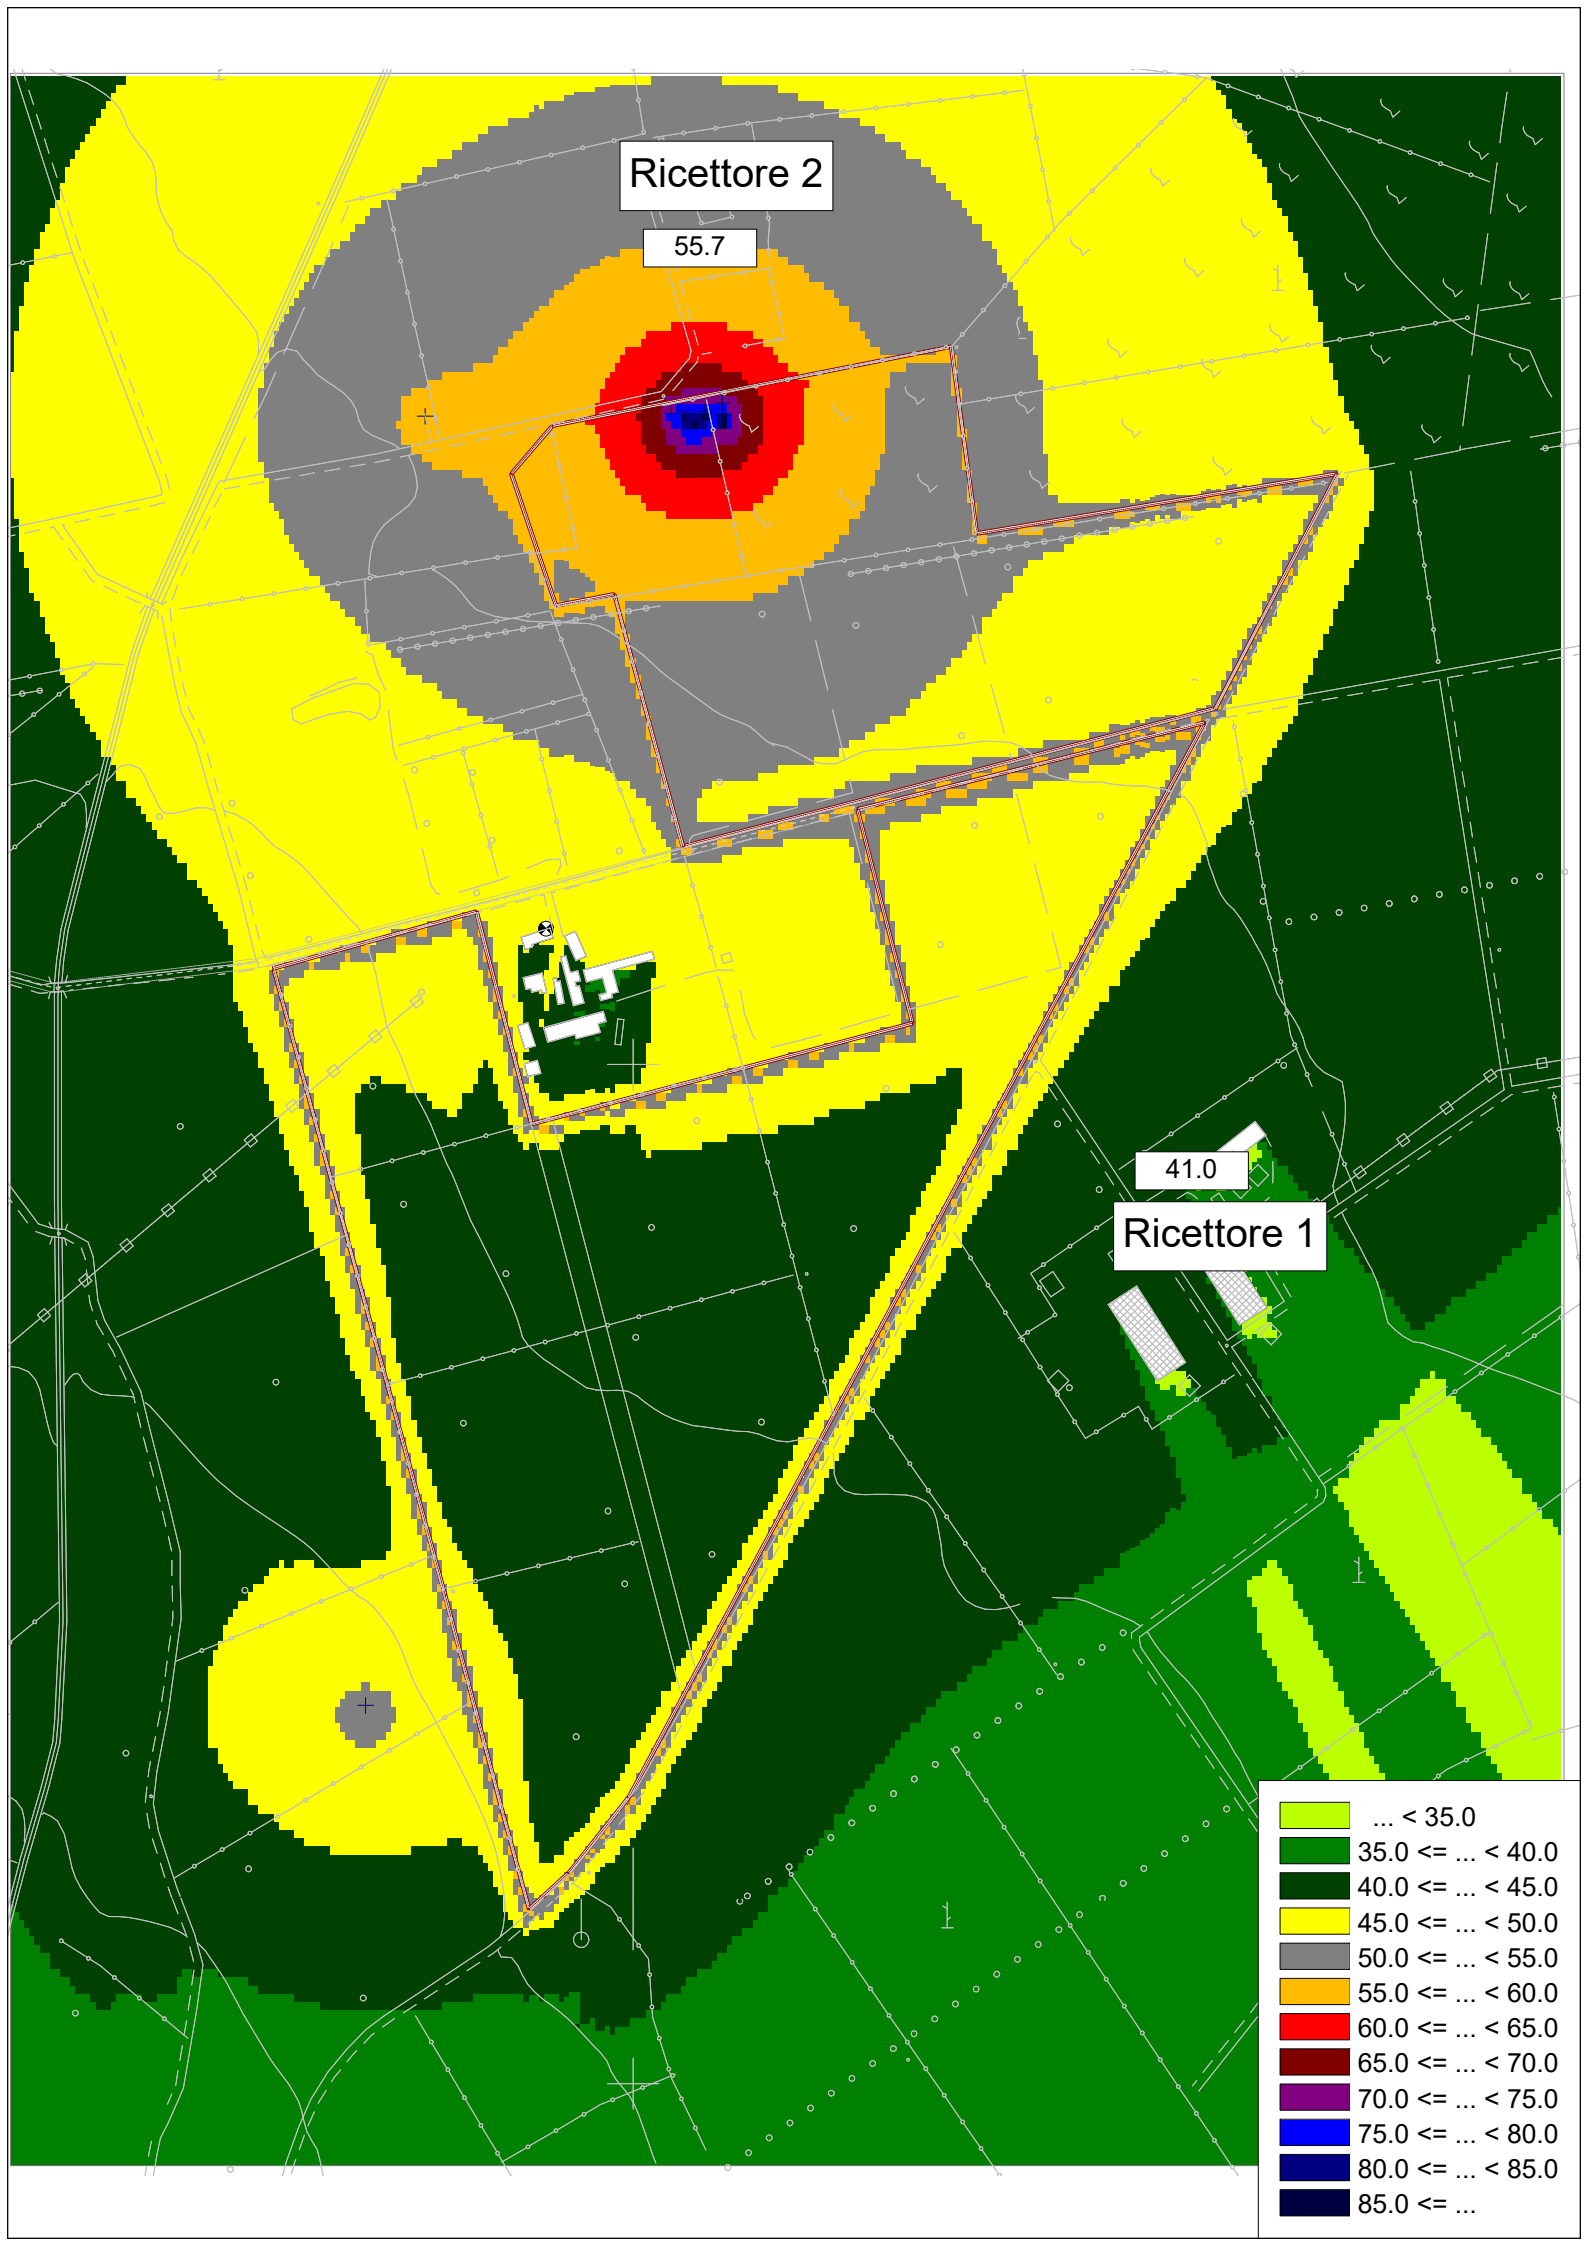 Ricettore 2
55.7
41.0
Ricettore 1
... < 35.0
35.0 <= ... < 40.0
40.0 <= ... < 45.0
45.0 <= ... < 50.0
50.0 <= ... < 55.0
55.0 <= ... < 60.0
60.0 <= ... < 65.0
65.0 <= ... < 70.0
70.0 <= ... < 75.0
75.0 <= ... < 80.0
80.0 <= ... < 85.0
85.0 <= ...